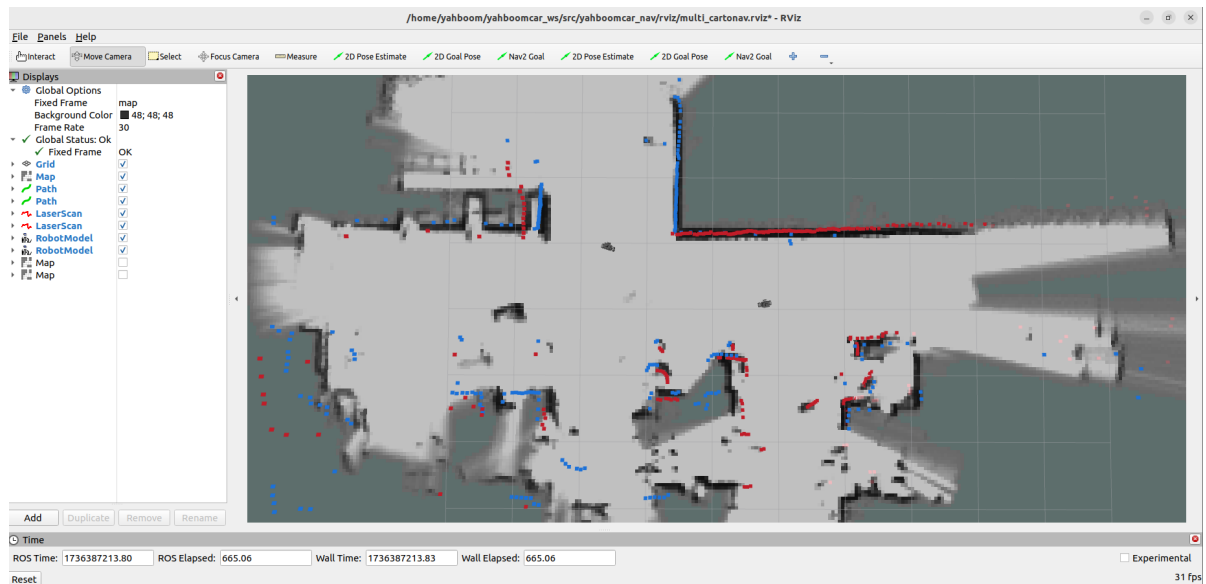 /home/yahboom/yahboomcar_ws/src/yahboomcar_nav/rviz/multi_cartonav.rviz* - RViz
File Panels Help
Interact Move Camera Select Focus Camera Measure 2D Pose Estimate 2D Goal Pose Nav2 Goal 2D Pose Estimate 2D Goal Pose Nav2 Goal
Displays
Global Options
Fixed Frame map
Background Color 48; 48; 48
Frame Rate 30
Global Status: Ok
Fixed Frame OK
Grid
Map
Path
Path
LaserScan
LaserScan
RobotModel
RobotModel
Map
Map
Add Duplicate Remove Rename
Time
ROS Time: 1736387213.80 ROS Elapsed: 665.06 Wall Time: 1736387213.83 Wall Elapsed: 665.06 Experimental
Reset 31 fps